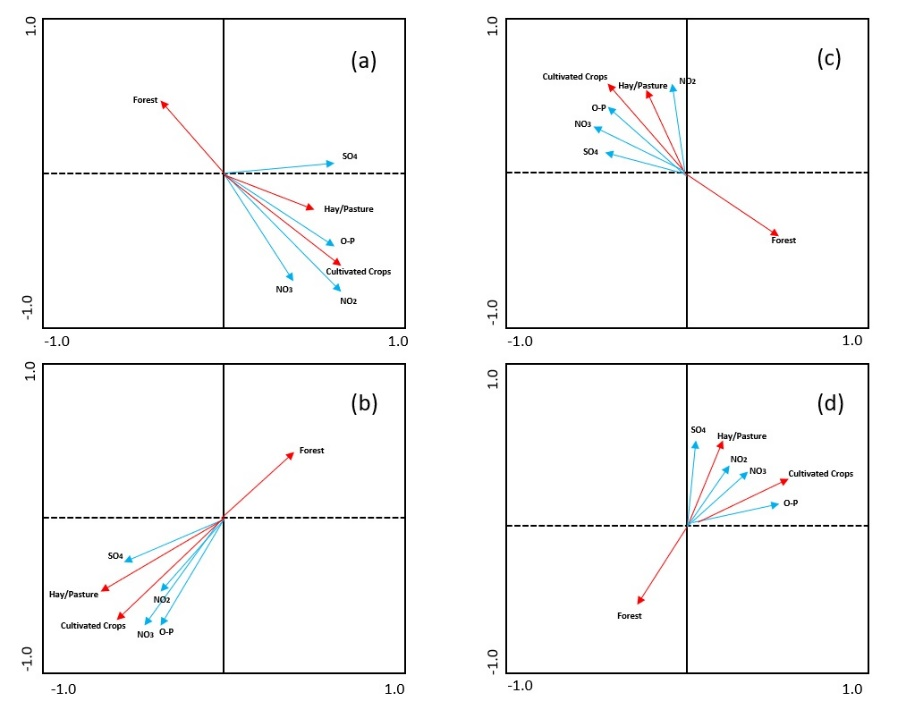 1.0
(a)
Forest
SO4
Hay/Pasture
O-P
Cultivated Crops
NO3
NO2
-1.0
-1.0
1.0
1.0
(c)
Cultivated Crops
Hay/Pasture
NO2
O-P
NO3
SO4
Forest
-1.0
-1.0
1.0
1.0
(b)
Forest
SO4
Hay/Pasture
NO2
Cultivated Crops
NO3
O-P
-1.0
-1.0
1.0
1.0
(d)
SO4
Hay/Pasture
NO2
NO3
Cultivated Crops
O-P
Forest
-1.0
-1.0
1.0